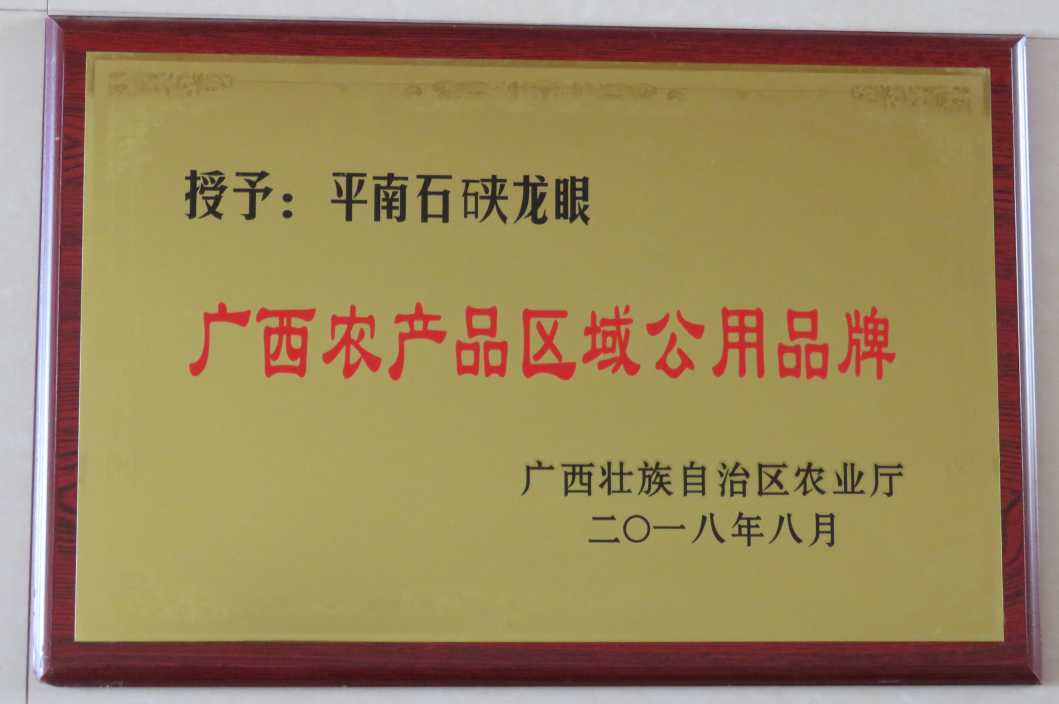 授予：平南石硖龙眼
广西农产品区域公用品牌
广西壮族自治区农业厅
二〇一八年八月